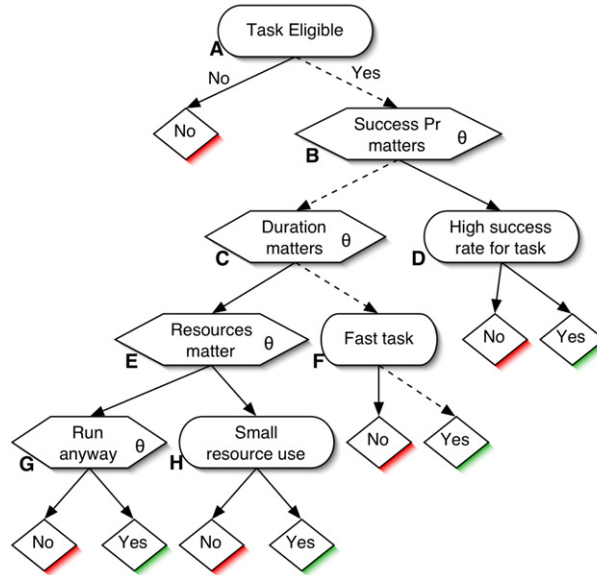 Task Eligible
A
No
Yes
No
Success Pr
matters
θ
B
Duration
matters
θ
C
High success
rate for task
D
Resources
matter
θ
E
Fast task
F
No
Yes
No
Yes
Run
anyway
θ
G
Small
resource use
H
No
Yes
No
Yes